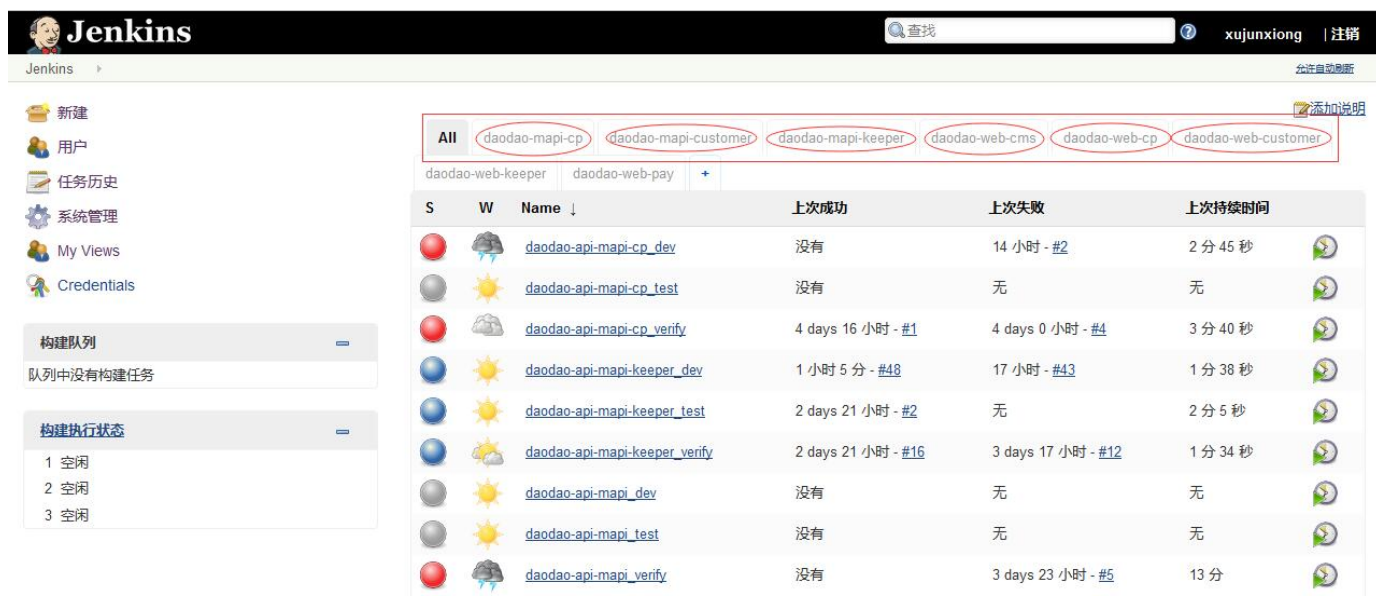 Jenkins
查找
xujunxiong | 注销
Jenkins
允许自动刷新
新建
用户
任务历史
系统管理
My Views
Credentials
构建队列
队列中没有构建任务
构建执行状态
1 空闲
2 空闲
3 空闲
添加说明
All daodao-mapi-cp daodao-mapi-customer daodao-mapi-keeper daodao-web-cms daodao-web-cp daodao-web-customer
daodao-web-keeper daodao-web-pay +
S W Name ↓ 上次成功 上次失败 上次持续时间
daodao-api-mapi-cp_dev 没有 14 小时 - #2 2 分 45 秒
daodao-api-mapi-cp_test 没有 无 无
daodao-api-mapi-cp_verify 4 days 16 小时 - #1 4 days 0 小时 - #4 3 分 40 秒
daodao-api-mapi-keeper_dev 1 小时 5 分 - #48 17 小时 - #43 1 分 38 秒
daodao-api-mapi-keeper_test 2 days 21 小时 - #2 无 2 分 5 秒
daodao-api-mapi-keeper_verify 2 days 21 小时 - #16 3 days 17 小时 - #12 1 分 34 秒
daodao-api-mapi_dev 没有 无 无
daodao-api-mapi_test 没有 无 无
daodao-api-mapi_verify 没有 3 days 23 小时 - #5 13 分